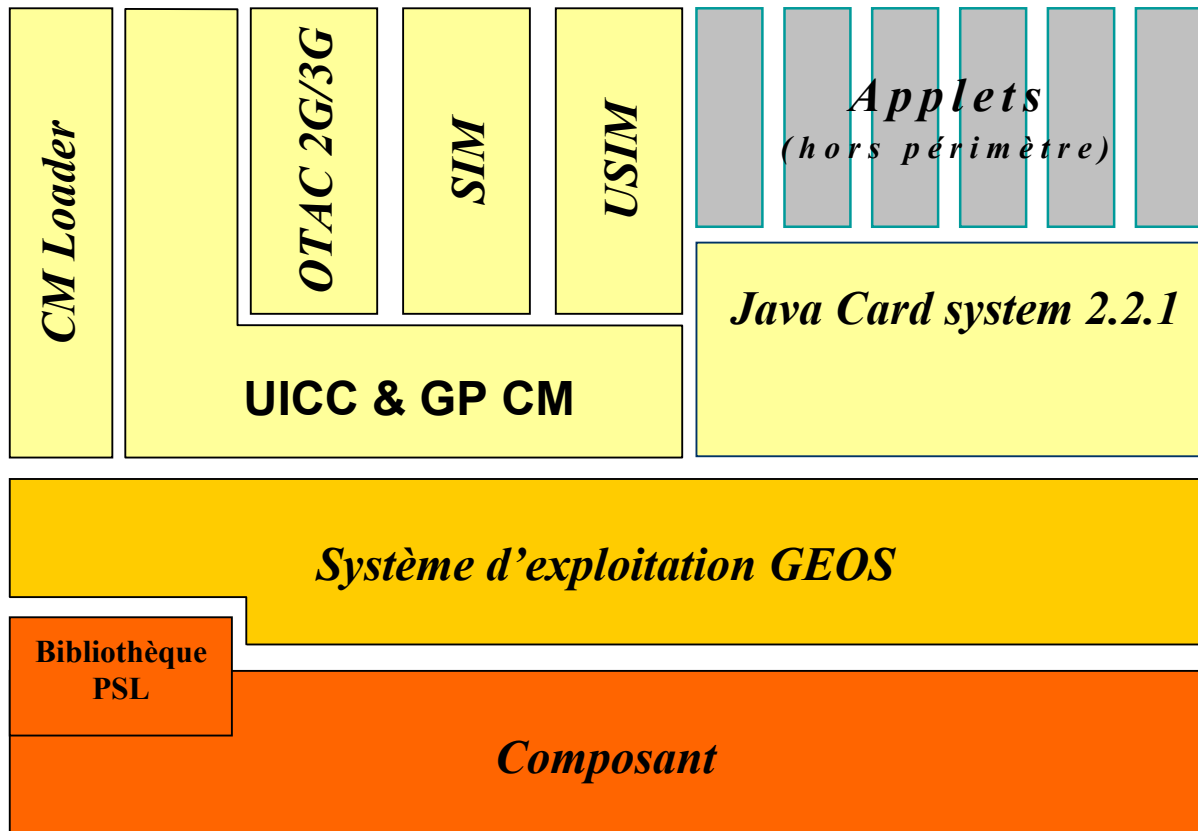 CM Loader
OTAC 2G/3G
SIM
USIM
Applets
(hors périmètre)
Java Card system 2.2.1
UICC & GP CM
Système d’exploitation GEOS
Bibliothèque
PSL
Composant